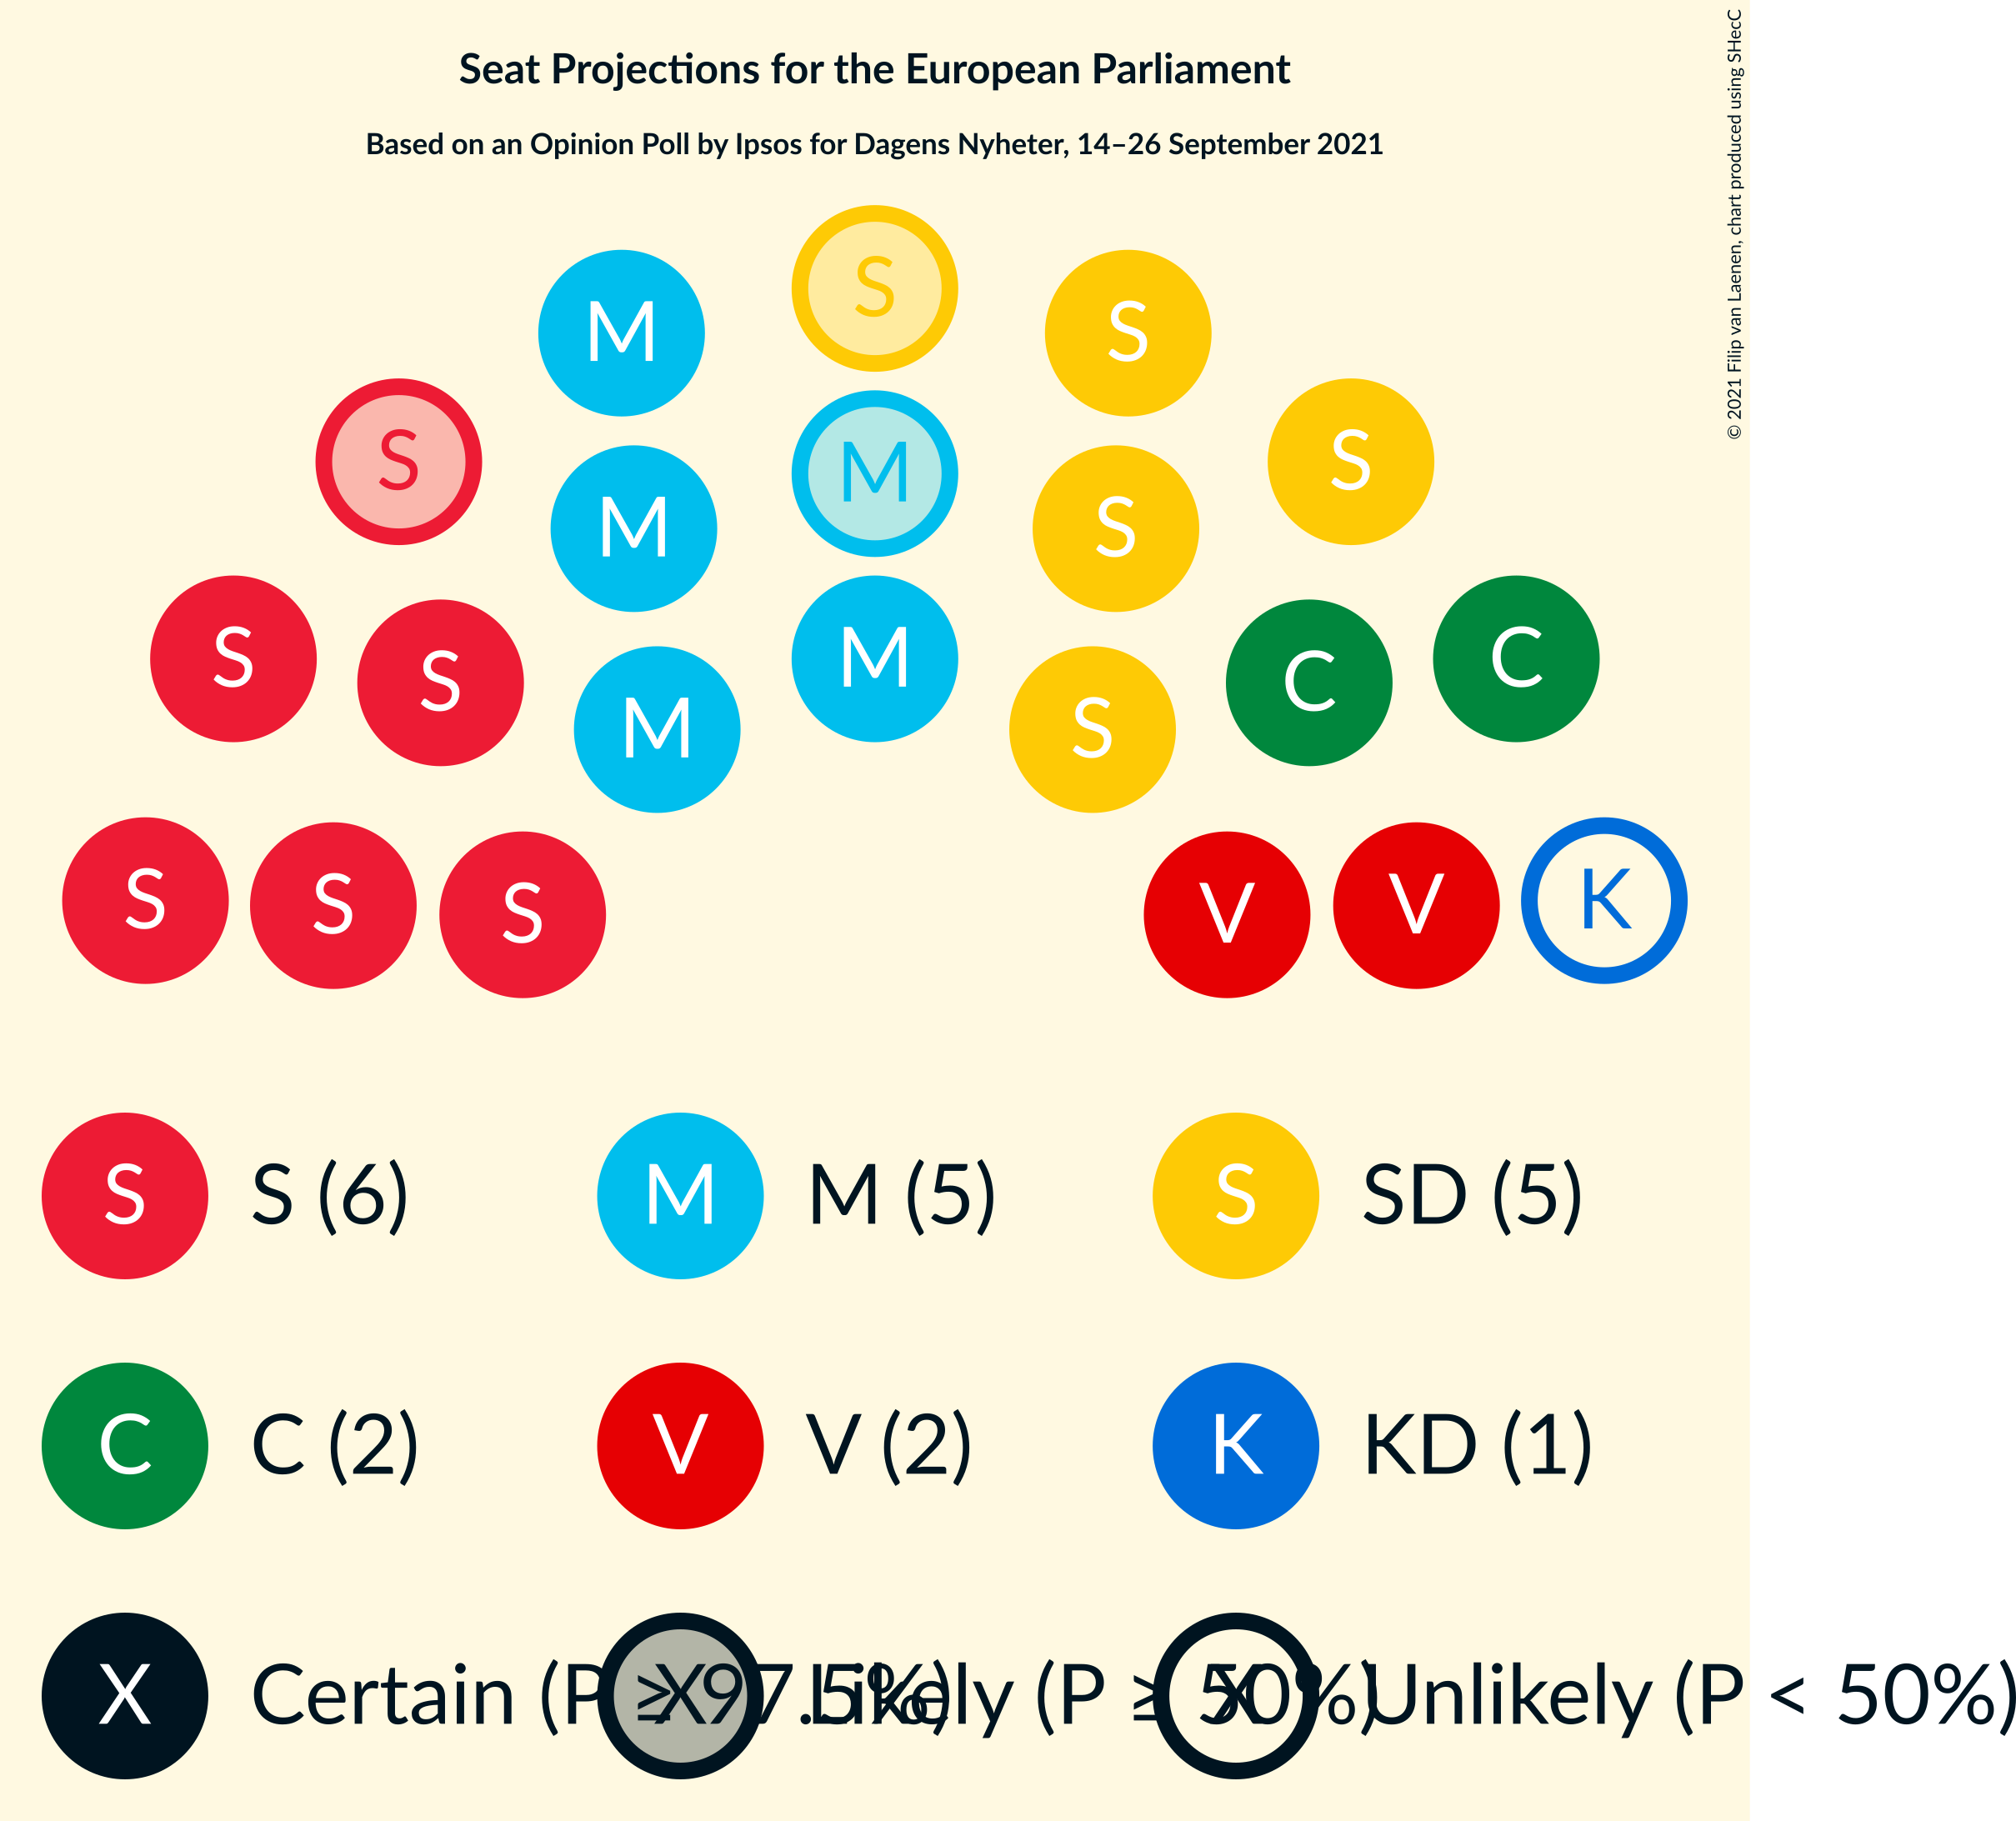 Seat Projections for the European Parliament
Based on an Opinion Poll by Ipsos for Dagens Nyheter, 14–26 September 2021
© 2021 Filip van Laenen, chart produced using SHecC
S
M S
S M S
M M S
S S M S C C
M S
S S S V V K
S S (6) M M (5) S SD (5)
C C (2) V V (2) K KD (1)
X Certain (P ≥ 97.5%) X Likely (P ≥ 50%) X Unlikely (P < 50%)